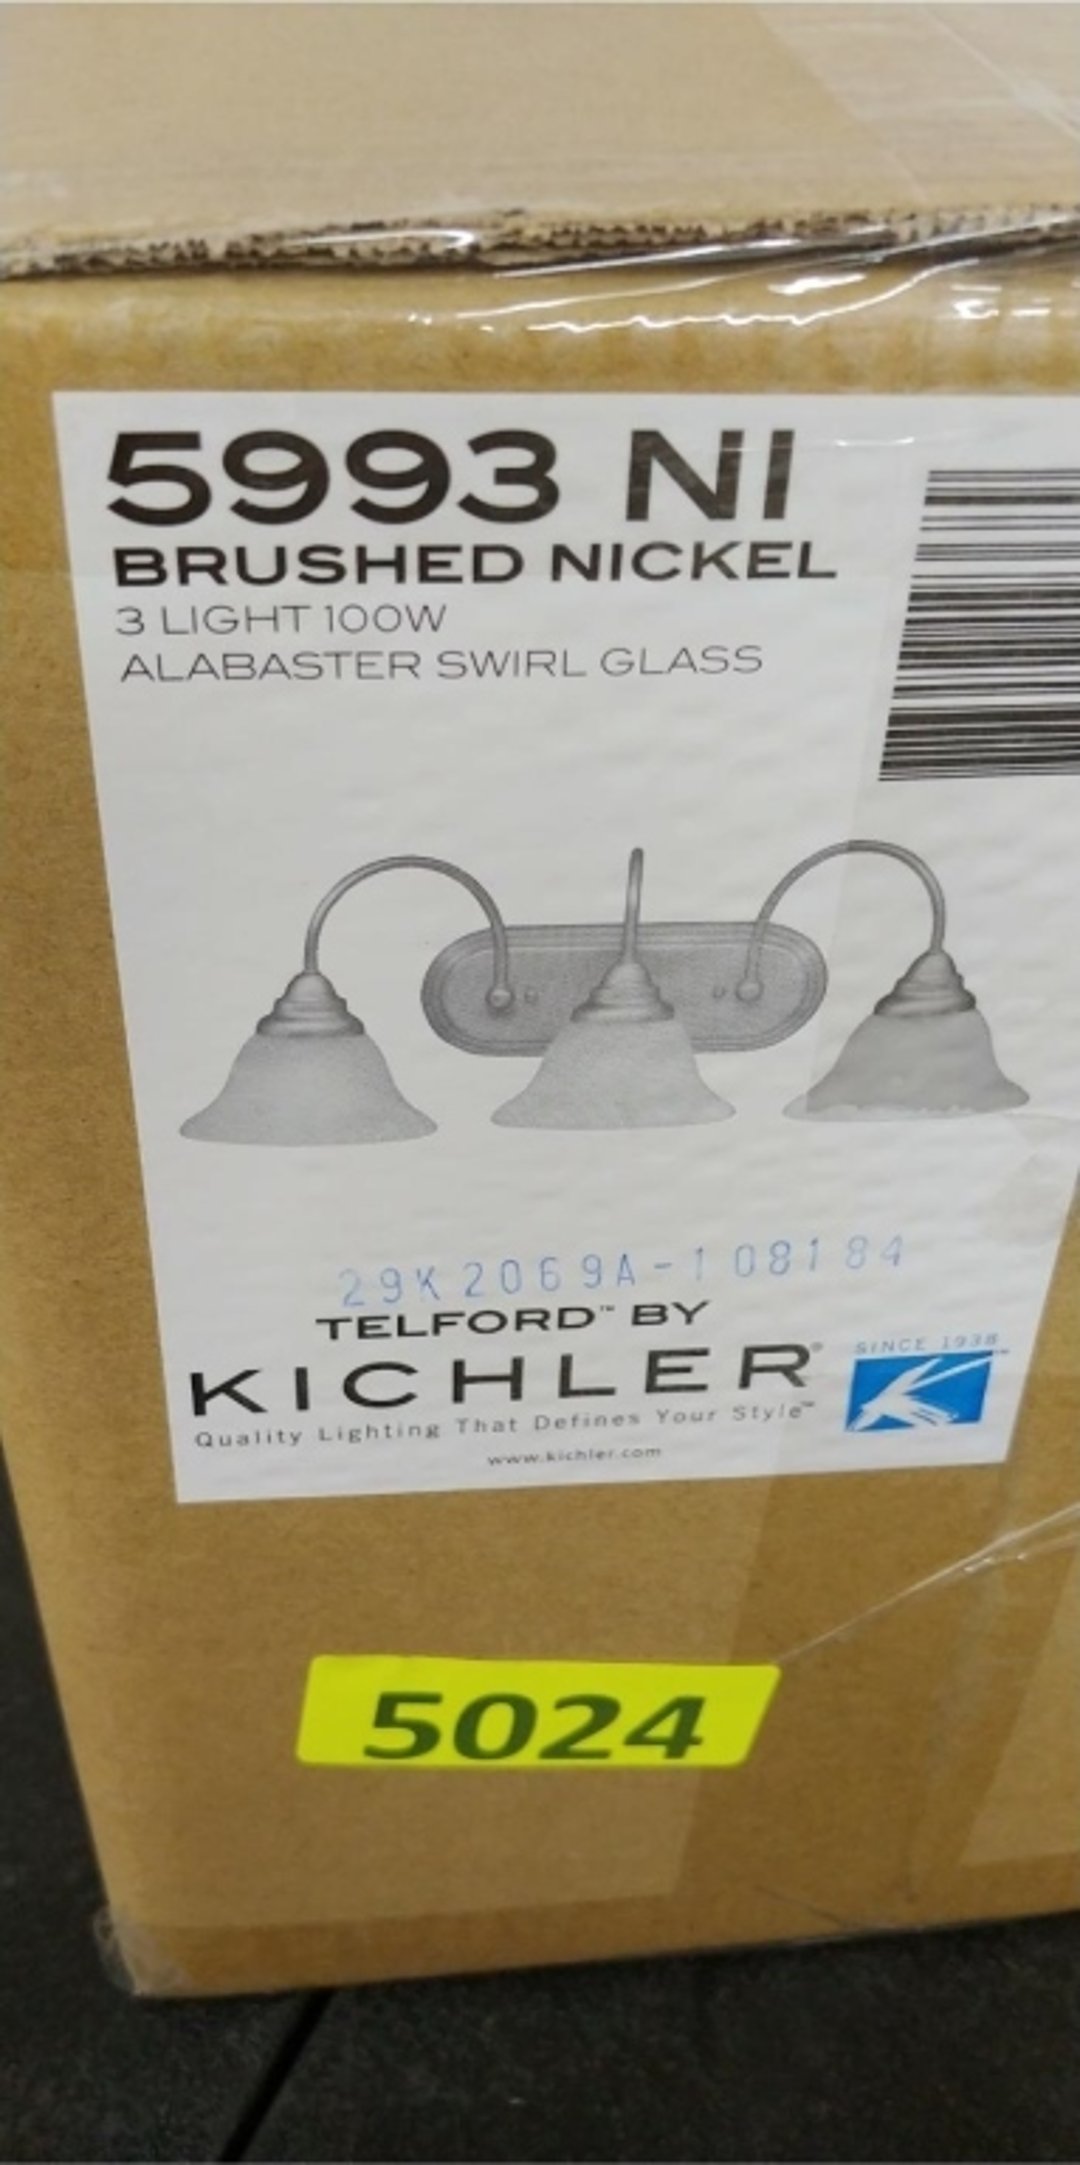 5993 NI
BRUSHED NICKEL
3 LIGHT 100W
ALABASTER SWIRL GLASS
29K2069A-108184
TELFORD™ BY
KICHLER®
SINCE 1938
Quality Lighting That Defines Your Style™
www.kichler.com
5024